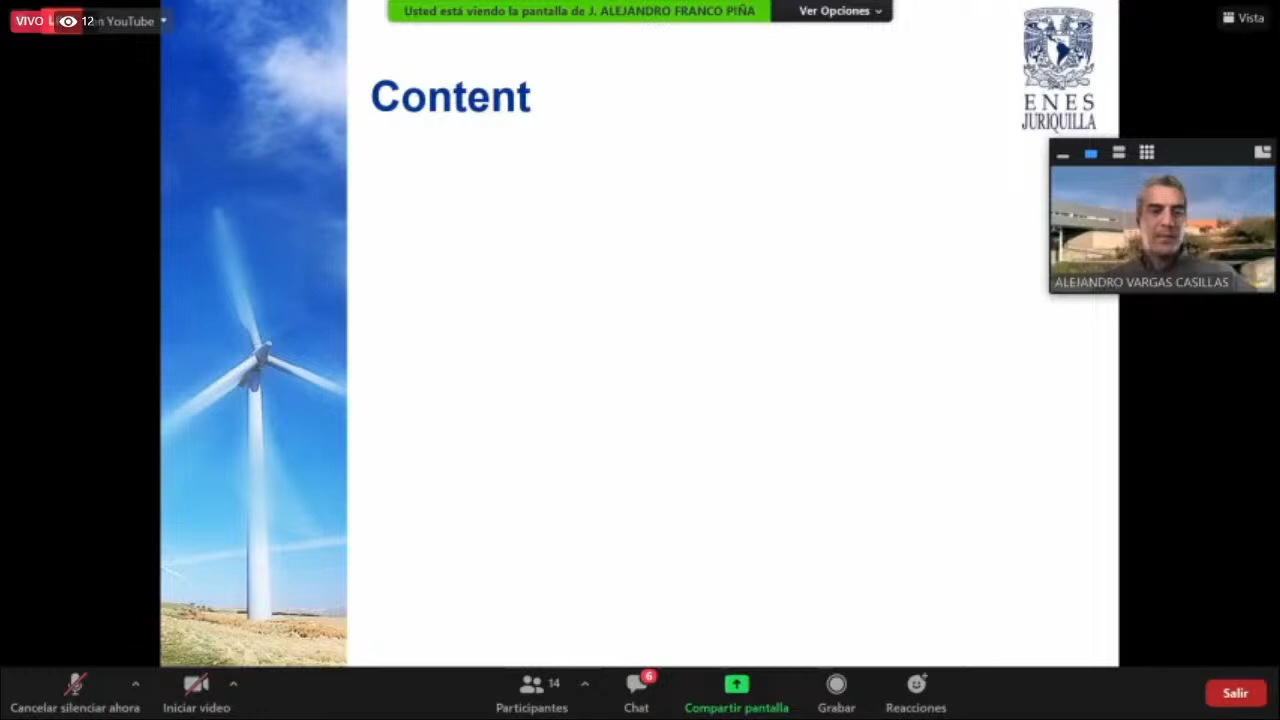 VIVO
12
n YouTube
Usted está viendo la pantalla de J. ALEJANDRO FRANCO PIÑA
Ver Opciones
Vista
Content
ENES
JURIQUILLA
ALEJANDRO VARGAS CASILLAS
Cancelar silenciar ahora
Iniciar video
14
Participantes
6
Chat
Compartir pantalla
Grabar
Reacciones
Salir